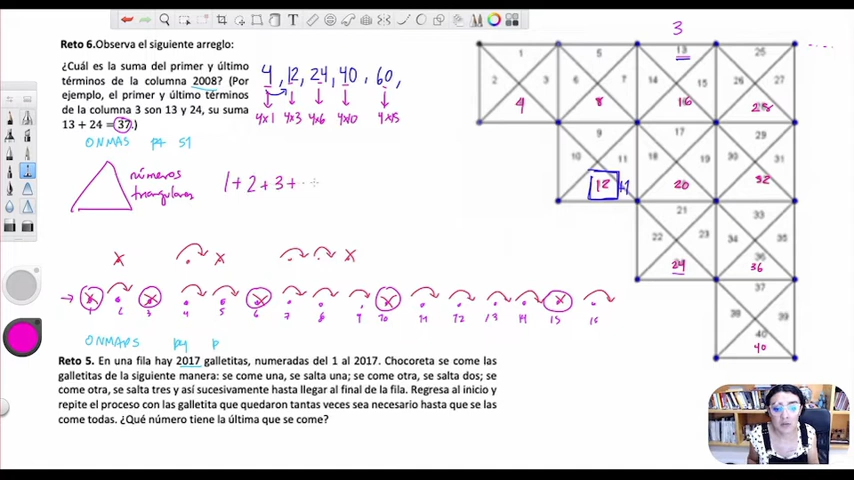 Reto 6. Observa el siguiente arreglo:
¿Cuál es la suma del primer y último
términos de la columna 2008? (Por
ejemplo, el primer y último términos
de la columna 3 son 13 y 24, su suma
13 + 24 = 37.)
4, 12, 24, 40, 60,
4x1 4x3 4x6 4x10 4x15
ONMAS P4 S1
números
triangulares
1+2+3+...
3
1 5 13 25
2 3 6 7 14 15 26 27
4 8 16 28
9 17 29
10 11 18 19 30 31
12 +1 20 32
21 33
22 23 34 35
24 36 36
37
38 39
40 40
1 2 3 4 5 6 7 8 9 10 11 12 13 14 15 16
ONMAPS P4 P
Reto 5. En una fila hay 2017 galletitas, numeradas del 1 al 2017. Chocoreta se come las
galletitas de la siguiente manera: se come una, se salta una; se come otra, se salta dos; se
come otra, se salta tres y así sucesivamente hasta llegar al final de la fila. Regresa al inicio y
repite el proceso con las galletita que quedaron tantas veces sea necesario hasta que se las
come todas. ¿Qué número tiene la última que se come?